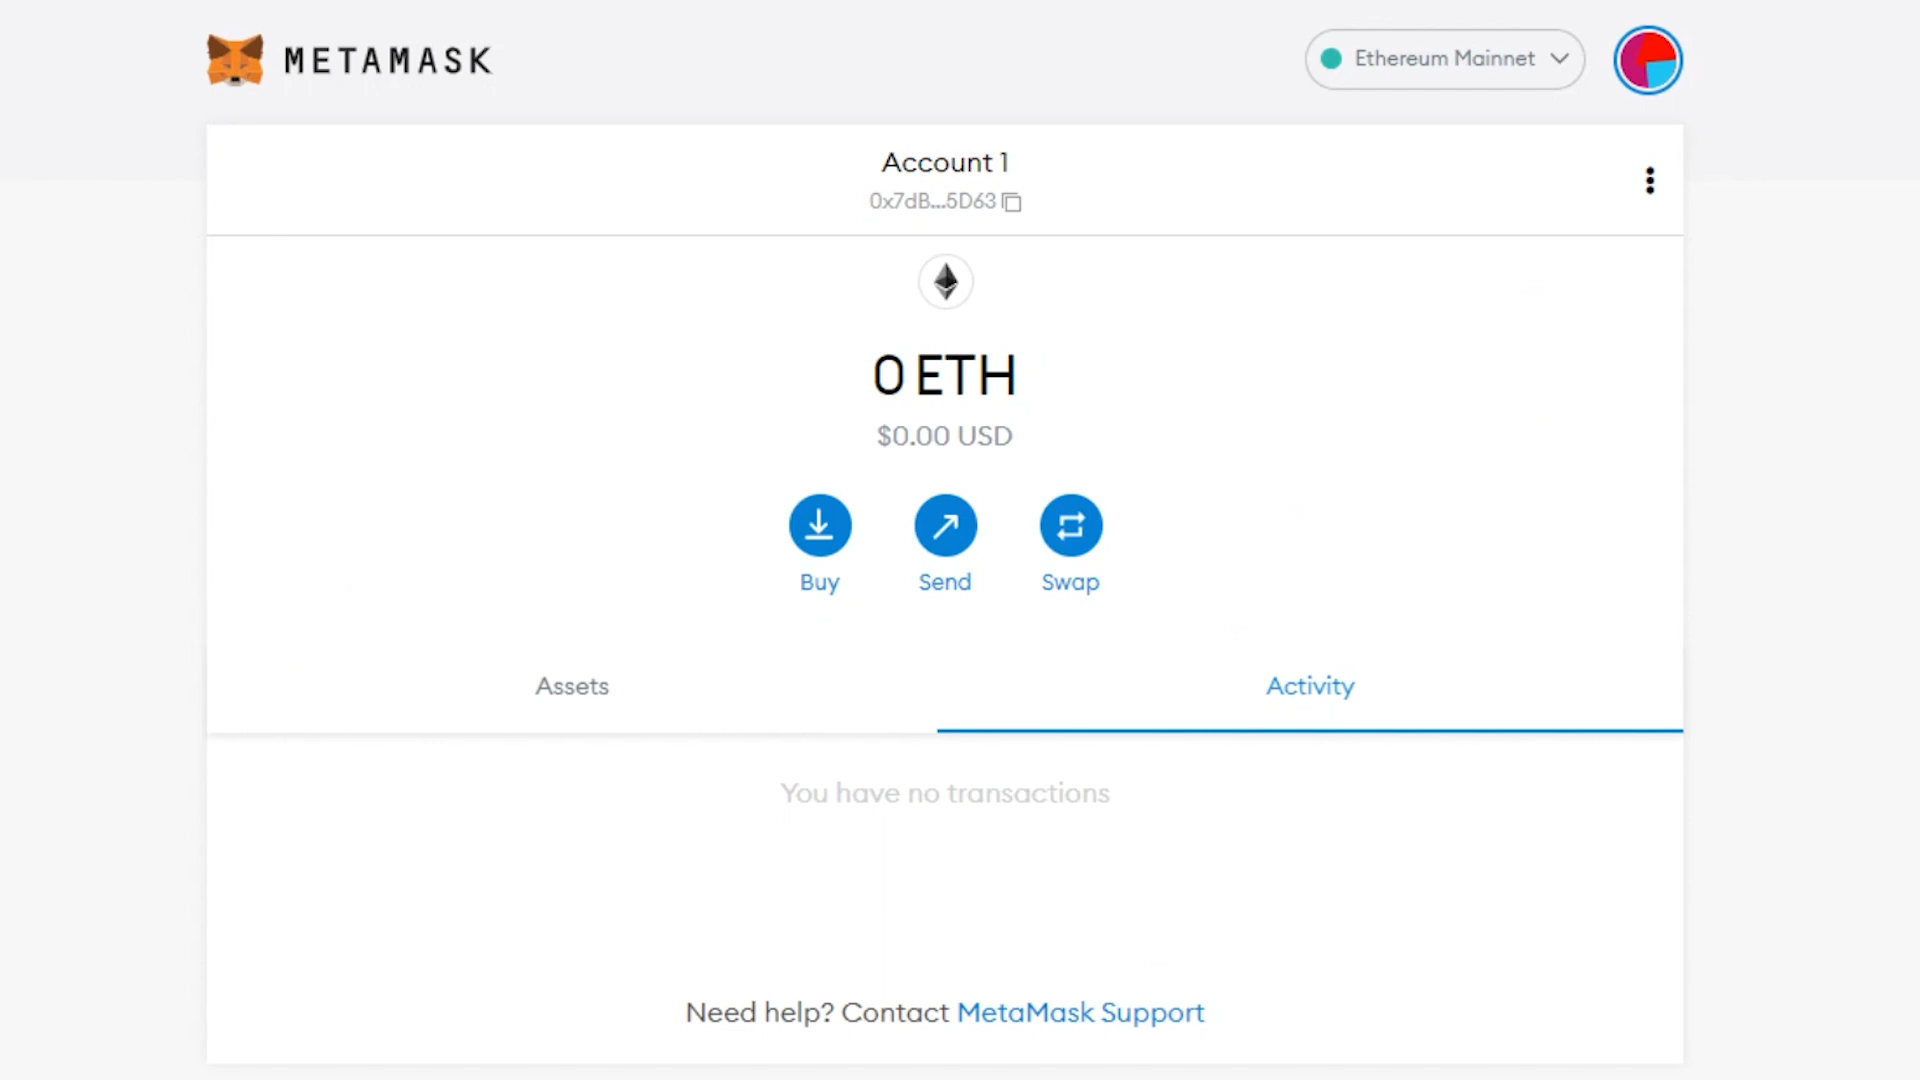 METAMASK
Ethereum Mainnet
Account 1
0x7dB...5D63
0 ETH
$0.00 USD
Buy
Send
Swap
Assets
Activity
You have no transactions
Need help? Contact MetaMask Support